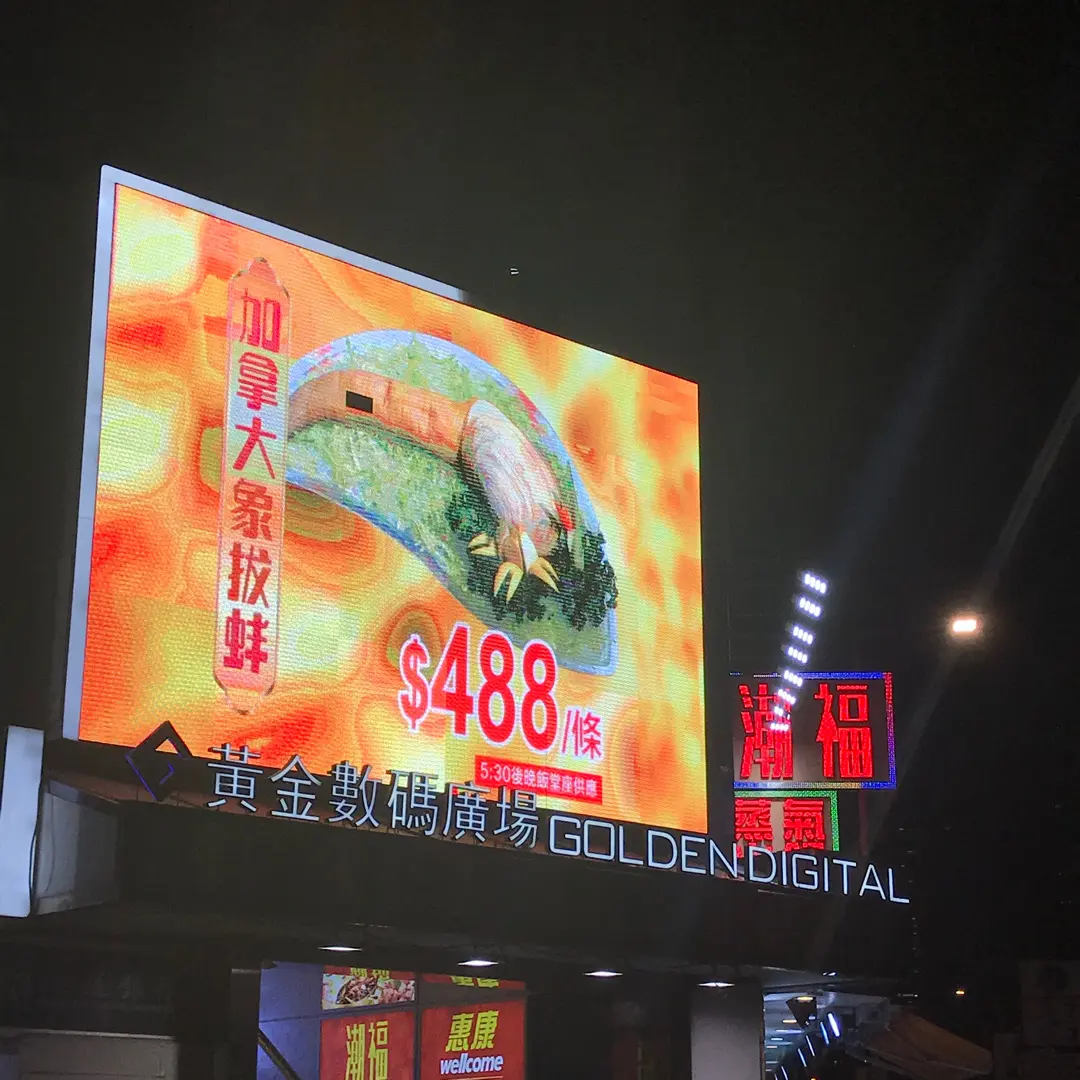 加拿大象拔蚌
$488/條
5:30後晚飯堂座供應
黃金數碼廣場 GOLDEN DIGITAL
潮福
蒸氣
潮福
惠康
wellcome